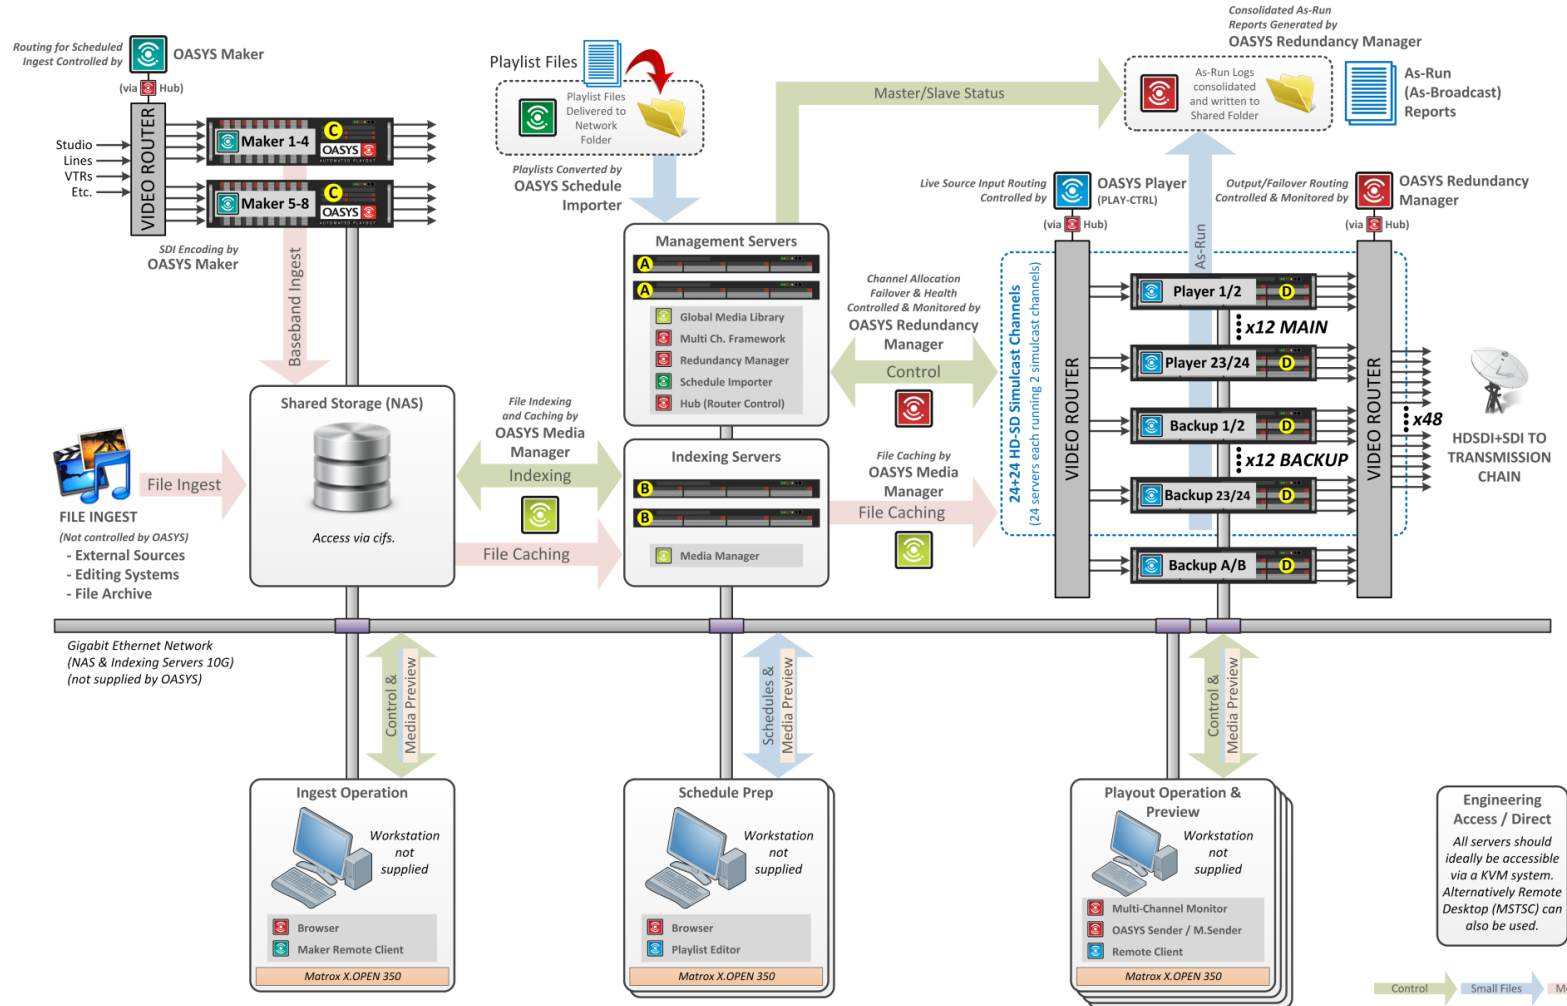 Routing for Scheduled
Ingest Controlled by
OASYS Maker
(via Hub)
Studio
Lines
VTRs
Etc.
VIDEO ROUTER
Maker 1-4
C
OASYS
AUTOMATED PLAYOUT
Maker 5-8
C
OASYS
AUTOMATED PLAYOUT
SDI Encoding by
OASYS Maker
Baseband Ingest
Playlist Files
Playlist Files
Delivered to
Network
Folder
Playlists Converted by
OASYS Schedule
Importer
Master/Slave Status
Consolidated As-Run
Reports Generated by
OASYS Redundancy Manager
As-Run Logs
consolidated
and written to
Shared Folder
As-Run
(As-Broadcast)
Reports
Management Servers
A
A
Global Media Library
Multi Ch. Framework
Redundancy Manager
Schedule Importer
Hub (Router Control)
Channel Allocation
Failover & Health
Controlled & Monitored by
OASYS Redundancy
Manager
Control
Live Source Input Routing
Controlled by
OASYS Player
(PLAY-CTRL)
(via Hub)
Output/Failover Routing
Controlled & Monitored by
OASYS Redundancy
Manager
(via Hub)
As-Run
24+24 HD-SD Simulcast Channels
(24 servers each running 2 simulcast channels)
VIDEO ROUTER
Player 1/2
D
x12 MAIN
Player 23/24
D
Backup 1/2
D
x12 BACKUP
Backup 23/24
D
Backup A/B
D
VIDEO ROUTER
x48
HDSDI+SDI TO
TRANSMISSION
CHAIN
Shared Storage (NAS)
Access via cifs.
File Ingest
FILE INGEST
(Not controlled by OASYS)
- External Sources
- Editing Systems
- File Archive
File Indexing
and Caching by
OASYS Media
Manager
Indexing
File Caching
Indexing Servers
B
B
Media Manager
File Caching by
OASYS Media
Manager
File Caching
Gigabit Ethernet Network
(NAS & Indexing Servers 10G)
(not supplied by OASYS)
Control &
Media Preview
Schedules &
Media Preview
Control &
Media Preview
Ingest Operation
Workstation
not
supplied
Browser
Maker Remote Client
Matrox X.OPEN 350
Schedule Prep
Workstation
not
supplied
Browser
Playlist Editor
Matrox X.OPEN 350
Playout Operation &
Preview
Workstation
not
supplied
Multi-Channel Monitor
OASYS Sender / M.Sender
Remote Client
Matrox X.OPEN 350
Engineering
Access / Direct
All servers should
ideally be accessible
via a KVM system.
Alternatively Remote
Desktop (MSTSC) can
also be used.
Control
Small Files